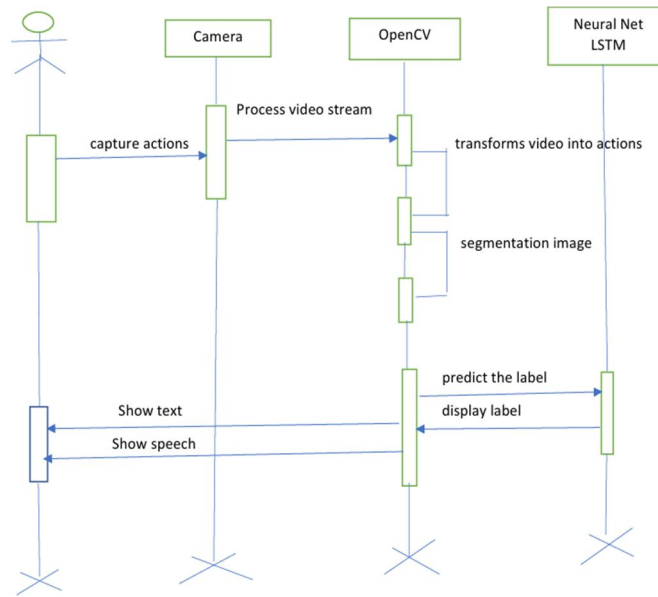 Camera
OpenCV
Neural Net
LSTM
Process video stream
capture actions
transforms video into actions
segmentation image
predict the label
Show text
display label
Show speech